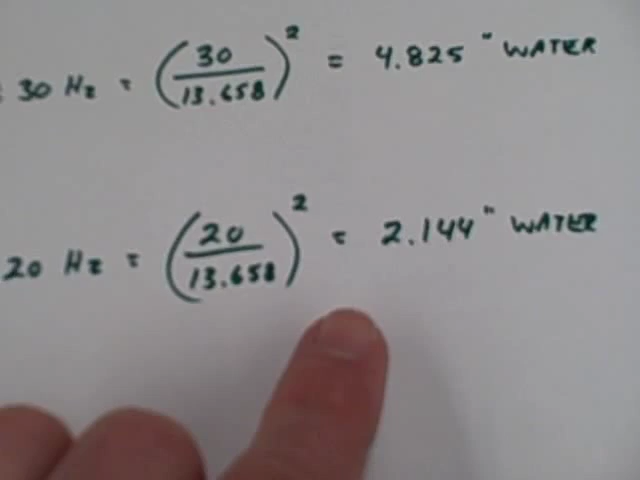 : 30 Hz = (30/13.658)² = 4.825 " WATER
20 Hz = (20/13.658)² = 2.144 " WATER